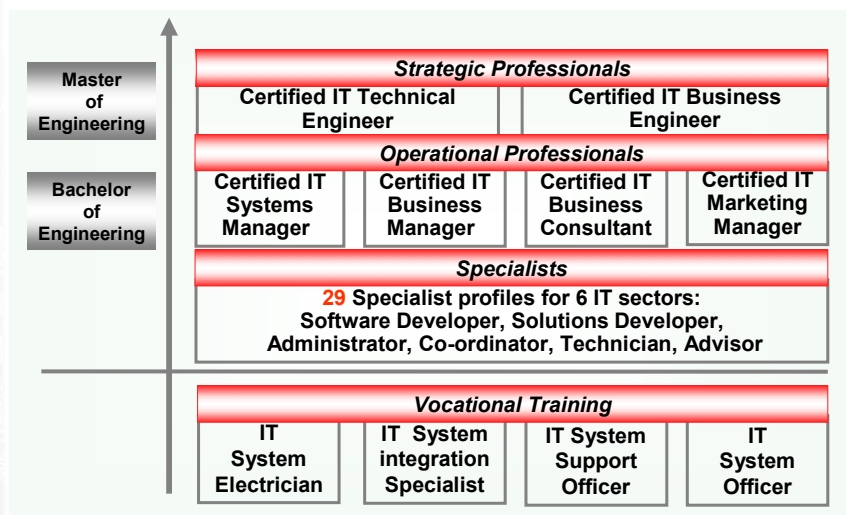 Master
of
Engineering
Strategic Professionals
Certified IT Technical
Engineer
Certified IT Business
Engineer
Operational Professionals
Bachelor
of
Engineering
Certified IT
Systems
Manager
Certified IT
Business
Manager
Certified IT
Business
Consultant
Certified IT
Marketing
Manager
Specialists
29 Specialist profiles for 6 IT sectors:
Software Developer, Solutions Developer,
Administrator, Co-ordinator, Technician, Advisor
Vocational Training
IT
System
Electrician
IT System
integration
Specialist
IT System
Support
Officer
IT
System
Officer